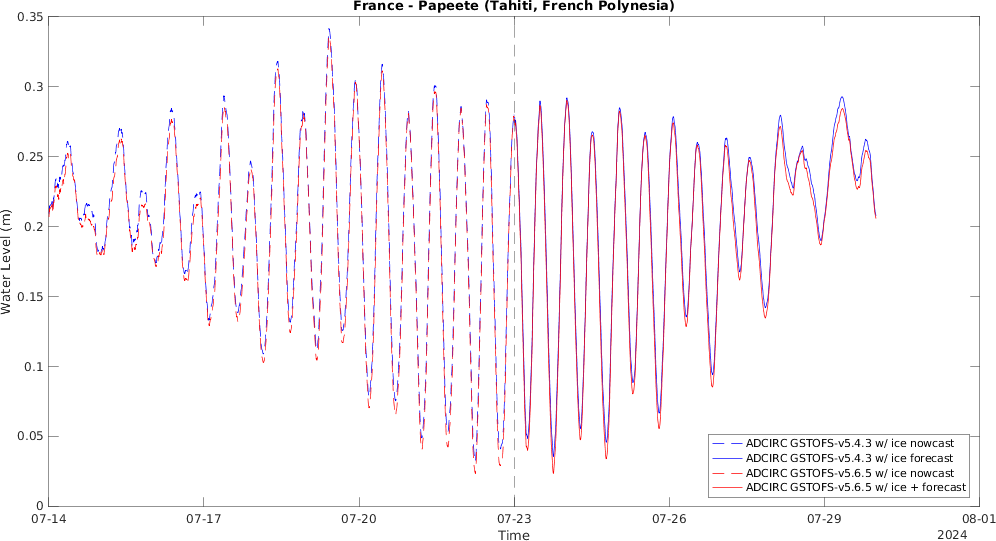 France - Papeete (Tahiti, French Polynesia)
0.35
0.3
0.25
0.2
0.15
0.1
0.05
0
Water Level (m)
07-14
07-17
07-20
07-23
07-26
07-29
08-01
Time
2024
ADCIRC GSTOFS-v5.4.3 w/ ice nowcast
ADCIRC GSTOFS-v5.4.3 w/ ice forecast
ADCIRC GSTOFS-v5.6.5 w/ ice nowcast
ADCIRC GSTOFS-v5.6.5 w/ ice + forecast